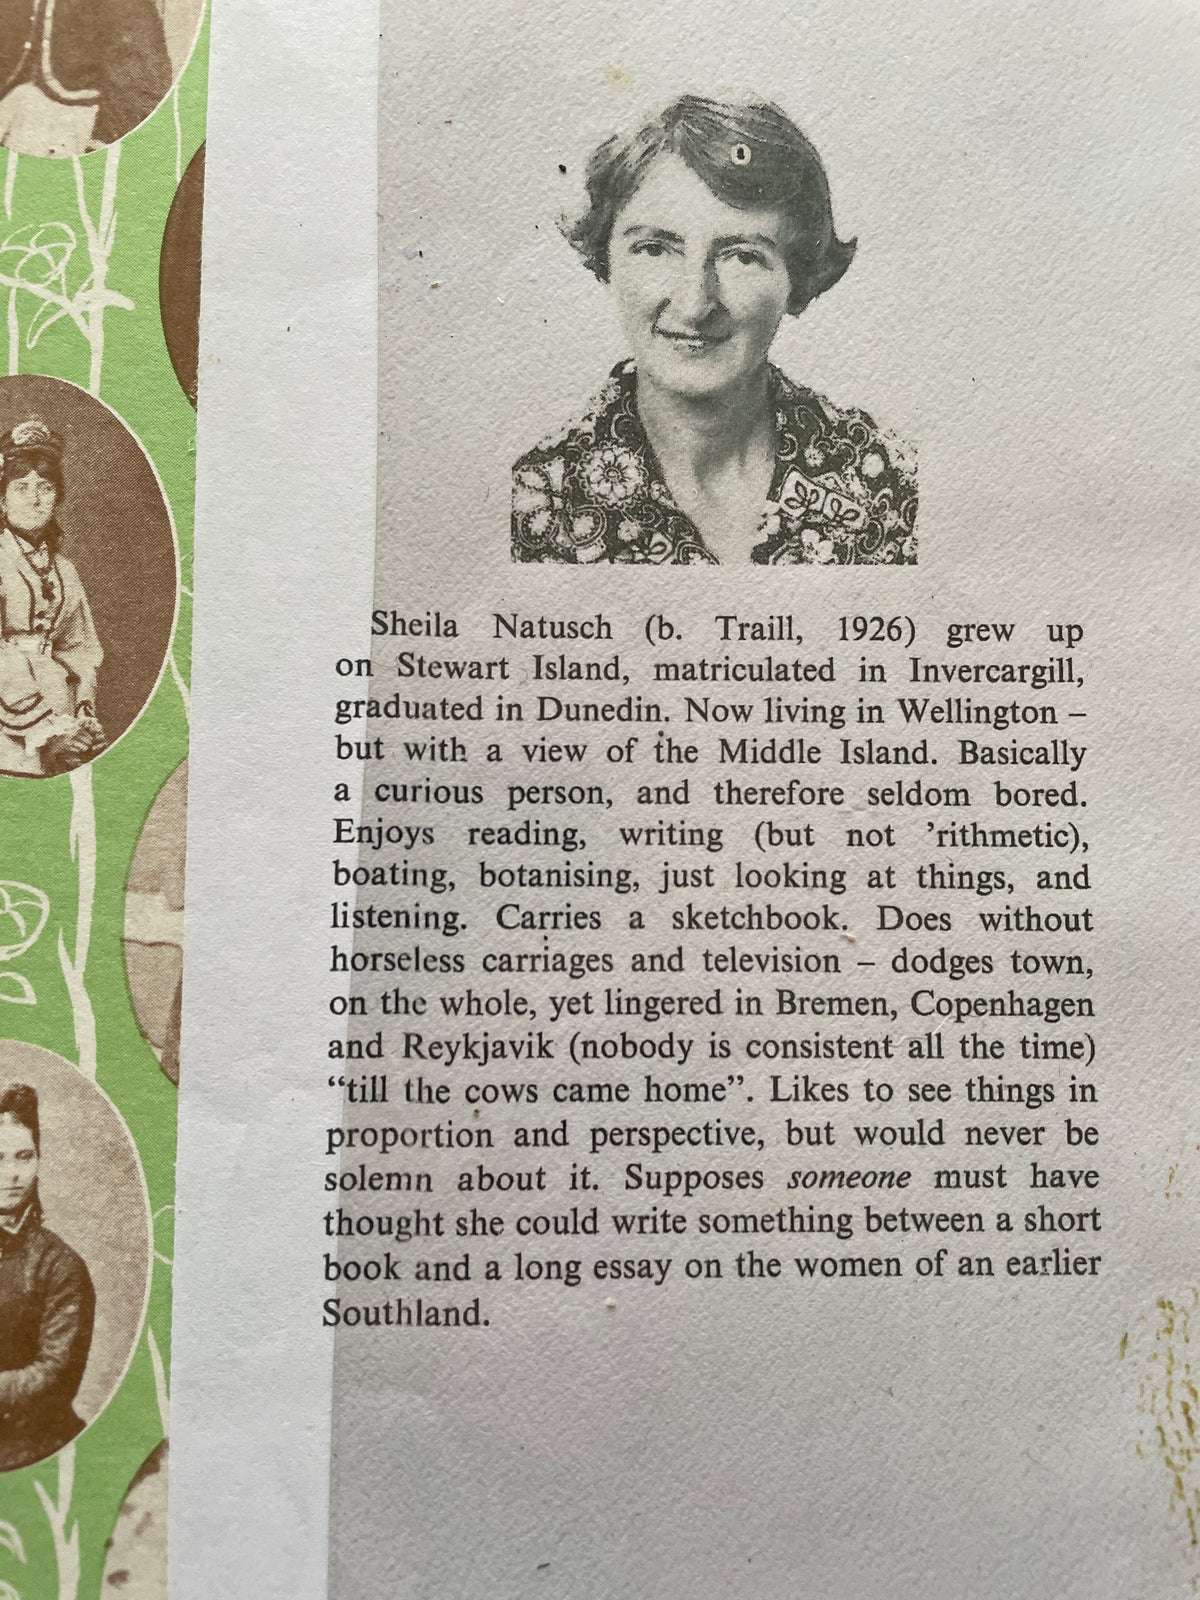 Sheila Natusch (b. Traill, 1926) grew up
on Stewart Island, matriculated in Invercargill,
graduated in Dunedin. Now living in Wellington –
but with a view of the Middle Island. Basically
a curious person, and therefore seldom bored.
Enjoys reading, writing (but not ’rithmetic),
boating, botanising, just looking at things, and
listening. Carries a sketchbook. Does without
horseless carriages and television – dodges town,
on the whole, yet lingered in Bremen, Copenhagen
and Reykjavik (nobody is consistent all the time)
“till the cows came home”. Likes to see things in
proportion and perspective, but would never be
solemn about it. Supposes someone must have
thought she could write something between a short
book and a long essay on the women of an earlier
Southland.